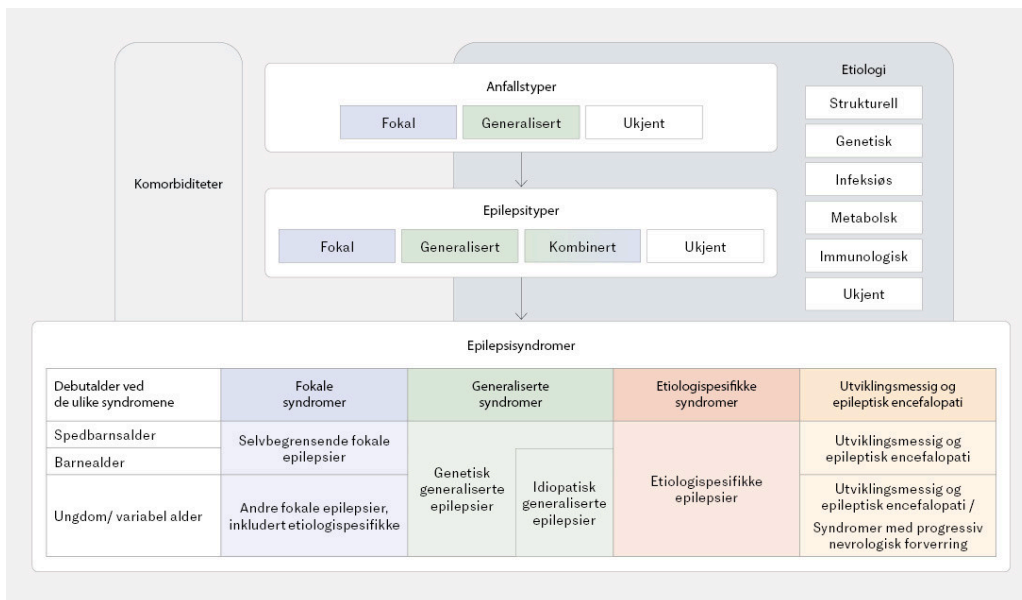 Komorbiditeter
Anfallstyper
Fokal
Generalisert
Ukjent
Epilepsityper
Fokal
Generalisert
Kombinert
Ukjent
Etiologi
Strukturell
Genetisk
Infeksiøs
Metabolsk
Immunologisk
Ukjent
Epilepsisyndromer
Debutalder ved
de ulike syndromene
Fokale
syndromer
Generaliserte
syndromer
Etiologispesifikke
syndromer
Utviklingsmessig og
epileptisk encefalopati
Spedbarnsalder
Barnealder
Ungdom/ variabel alder
Selvbegrensende fokale
epilepsier
Andre fokale epilepsier,
inkludert etiologispesifikke
Genetisk
generaliserte
epilepsier
Idiopatisk
generaliserte
epilepsier
Etiologispesifikke
epilepsier
Utviklingsmessig og
epileptisk encefalopati
Utviklingsmessig og
epileptisk encefalopati /
Syndromer med progressiv
nevrologisk forverring